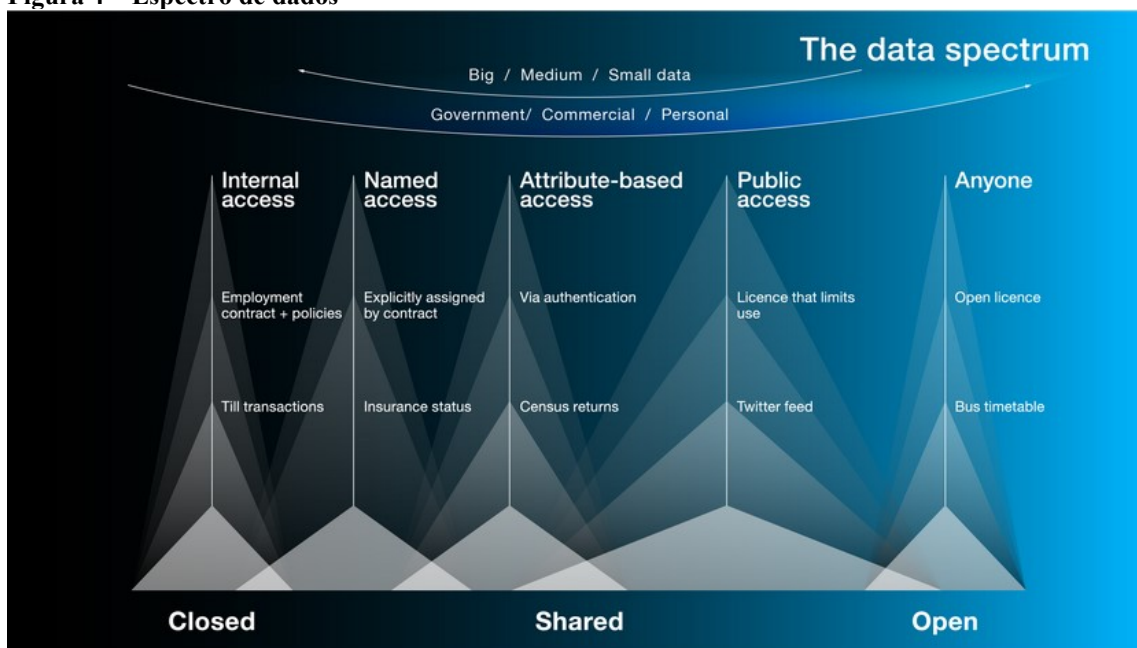 Figura 4 – Espectro de dados
The data spectrum
Big / Medium / Small data
Government/ Commercial / Personal
Internal
access
Named
access
Attribute-based
access
Public
access
Anyone
Employment
contract + policies
Explicitly assigned
by contract
Via authentication
Licence that limits
use
Open licence
Till transactions
Insurance status
Census returns
Twitter feed
Bus timetable
Closed
Shared
Open